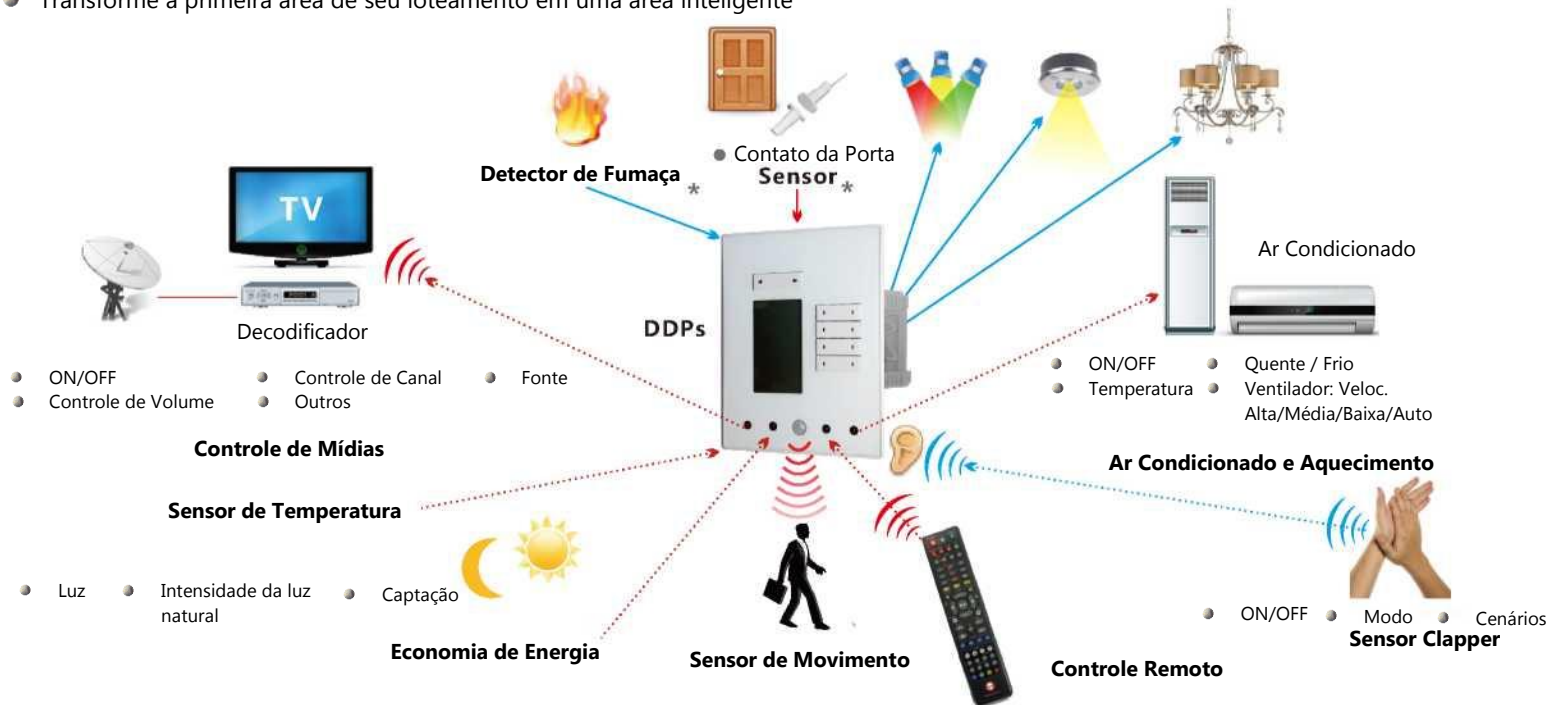 Transforme a primeira área de seu loteamento em uma área inteligente
Detector de Fumaça *
Contato da Porta
Sensor *
TV
Decodificador
DDPs
Ar Condicionado
ON/OFF
Controle de Canal
Fonte
Controle de Volume
Outros
Controle de Mídias
ON/OFF
Quente / Frio
Temperatura
Ventilador: Veloc.
Alta/Média/Baixa/Auto
Ar Condicionado e Aquecimento
Sensor de Temperatura
Luz
Intensidade da luz
natural
Captação
Economia de Energia
Sensor de Movimento
Controle Remoto
ON/OFF
Modo
Cenários
Sensor Clapper